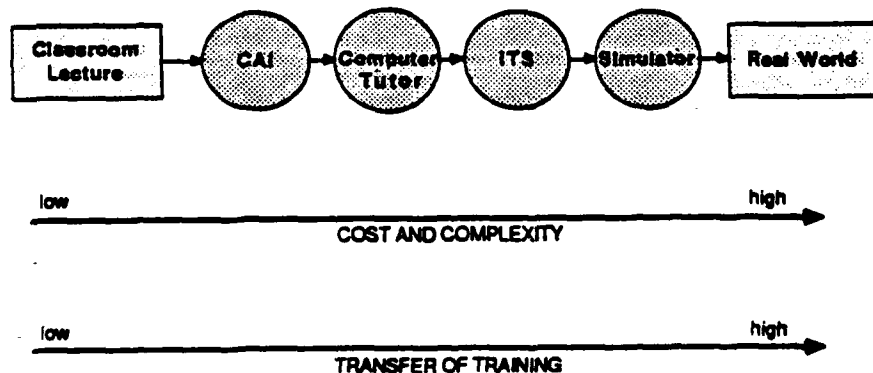 Classroom
Lecture
CAI
Computer
Tutor
ITS
Simulator
Real World
low
high
COST AND COMPLEXITY
low
high
TRANSFER OF TRAINING